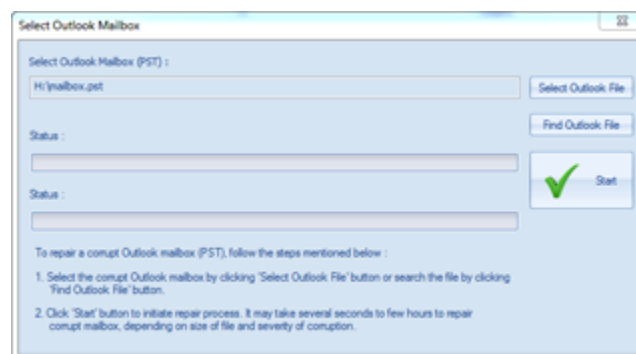 Select Outlook Mailbox
Select Outlook Mailbox (PST) :
H:\mailbox.pst
Select Outlook File
Find Outlook File
Status :
Start
Status :
To repair a corrupt Outlook mailbox (PST), follow the steps mentioned below :
1. Select the corrupt Outlook mailbox by clicking 'Select Outlook File' button or search the file by clicking
'Find Outlook File' button.
2. Click 'Start' button to initiate repair process. It may take several seconds to few hours to repair
corrupt mailbox, depending on size of file and severity of corruption.